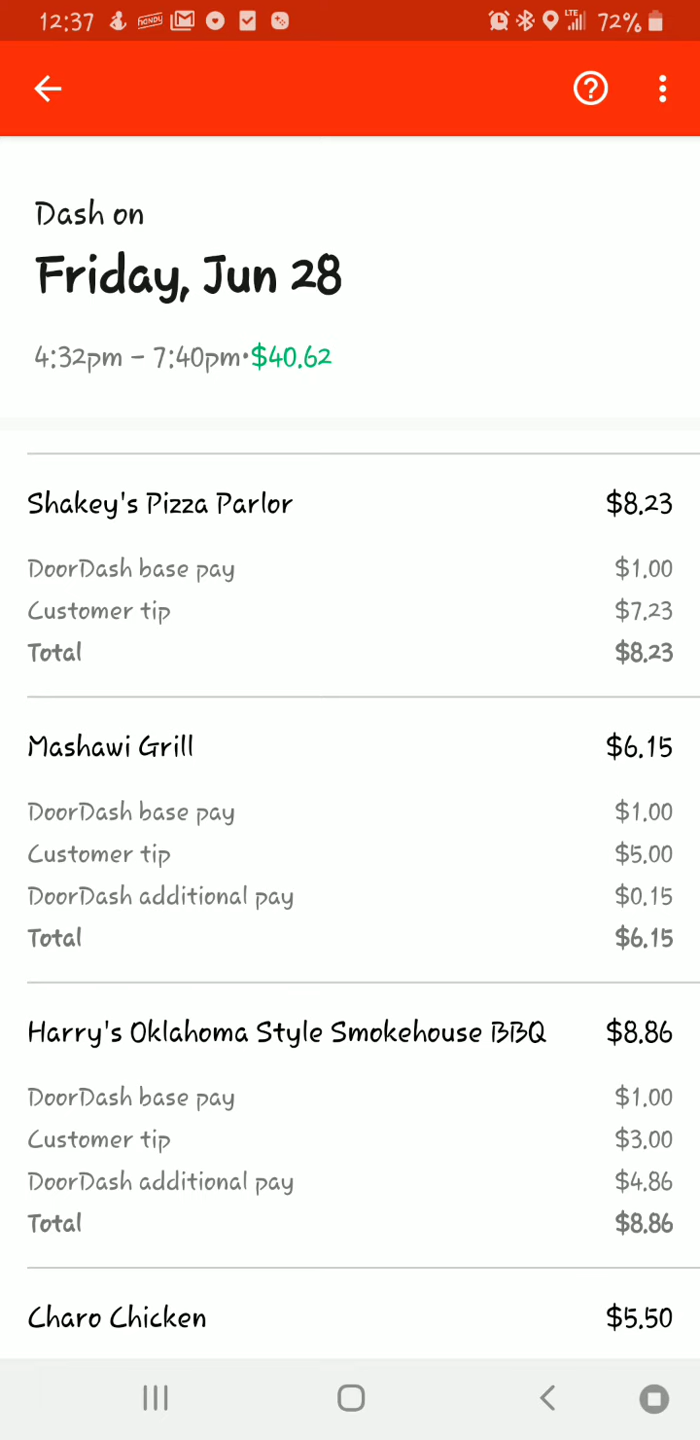 12:37 HONDY LTE 72%
Dash on
Friday, Jun 28
4:32pm – 7:40pm•$40.62
Shakey's Pizza Parlor $8.23
DoorDash base pay $1.00
Customer tip $7.23
Total $8.23
Mashawi Grill $6.15
DoorDash base pay $1.00
Customer tip $5.00
DoorDash additional pay $0.15
Total $6.15
Harry's Oklahoma Style Smokehouse BBQ $8.86
DoorDash base pay $1.00
Customer tip $3.00
DoorDash additional pay $4.86
Total $8.86
Charo Chicken $5.50